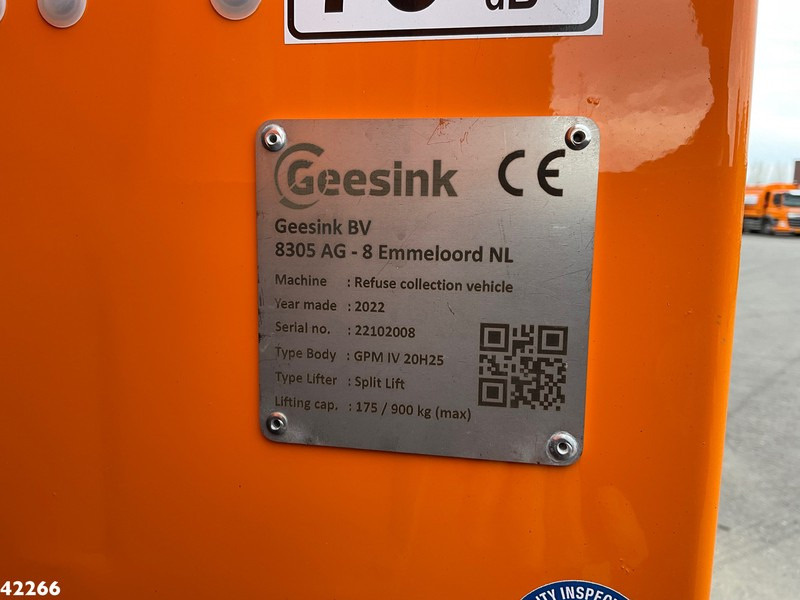 dB
Geesink CE
Geesink BV
8305 AG - 8 Emmeloord NL
Machine : Refuse collection vehicle
Year made : 2022
Serial no. : 22102008
Type Body : GPM IV 20H25
Type Lifter : Split Lift
Lifting cap. : 175 / 900 kg (max)
42266